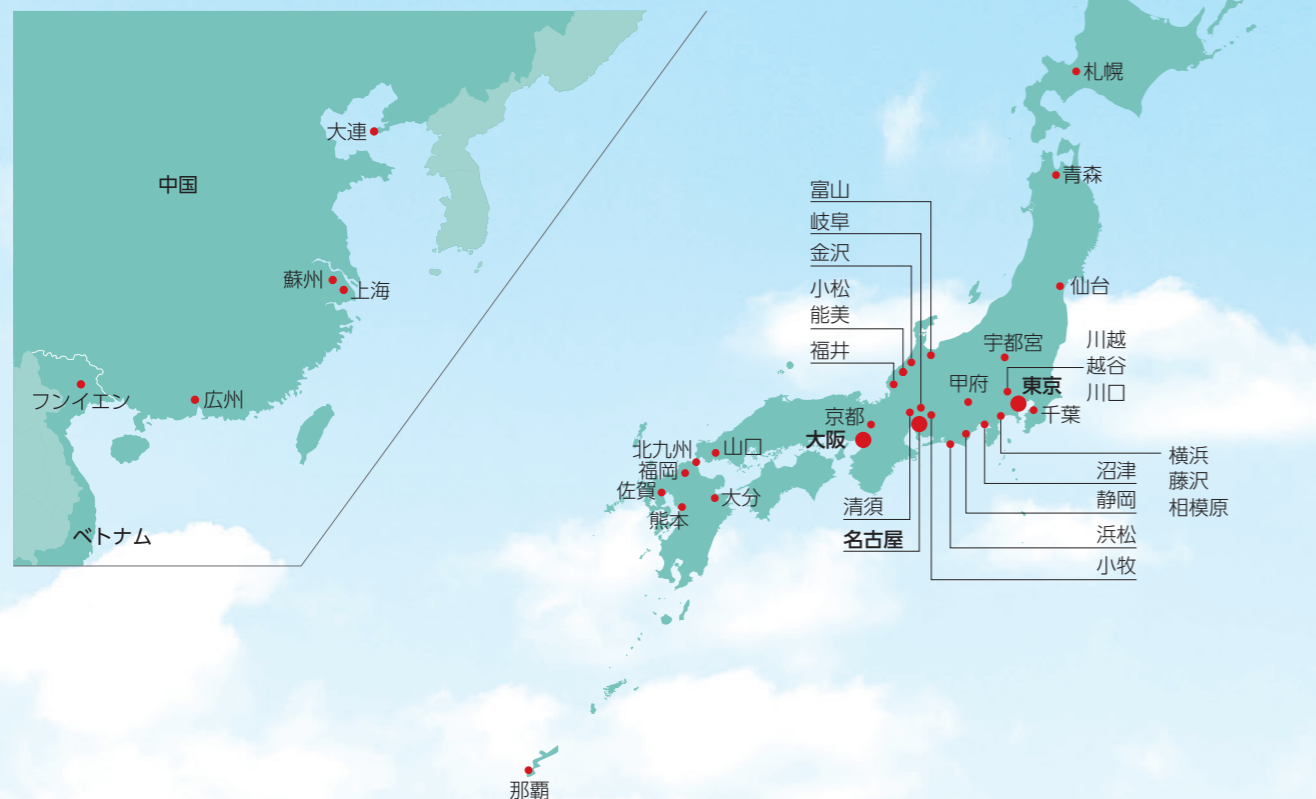 大連
中国
蘇州
上海
フンイエン
広州
ベトナム
札幌
青森
富山
岐阜
金沢
小松
能美
福井
仙台
宇都宮
川越
越谷
川口
甲府
東京
千葉
京都
大阪
北九州
山口
福岡
佐賀
大分
熊本
清須
名古屋
沼津
静岡
横浜
藤沢
相模原
浜松
小牧
那覇